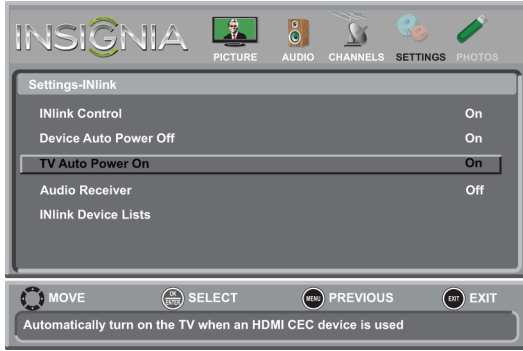 INSIGNIA
PICTURE AUDIO CHANNELS SETTINGS PHOTOS
Settings-INlink
INlink Control On
Device Auto Power Off On
TV Auto Power On On
Audio Receiver Off
INlink Device Lists
MOVE OK ENTER SELECT MENU PREVIOUS EXIT EXIT
Automatically turn on the TV when an HDMI CEC device is used